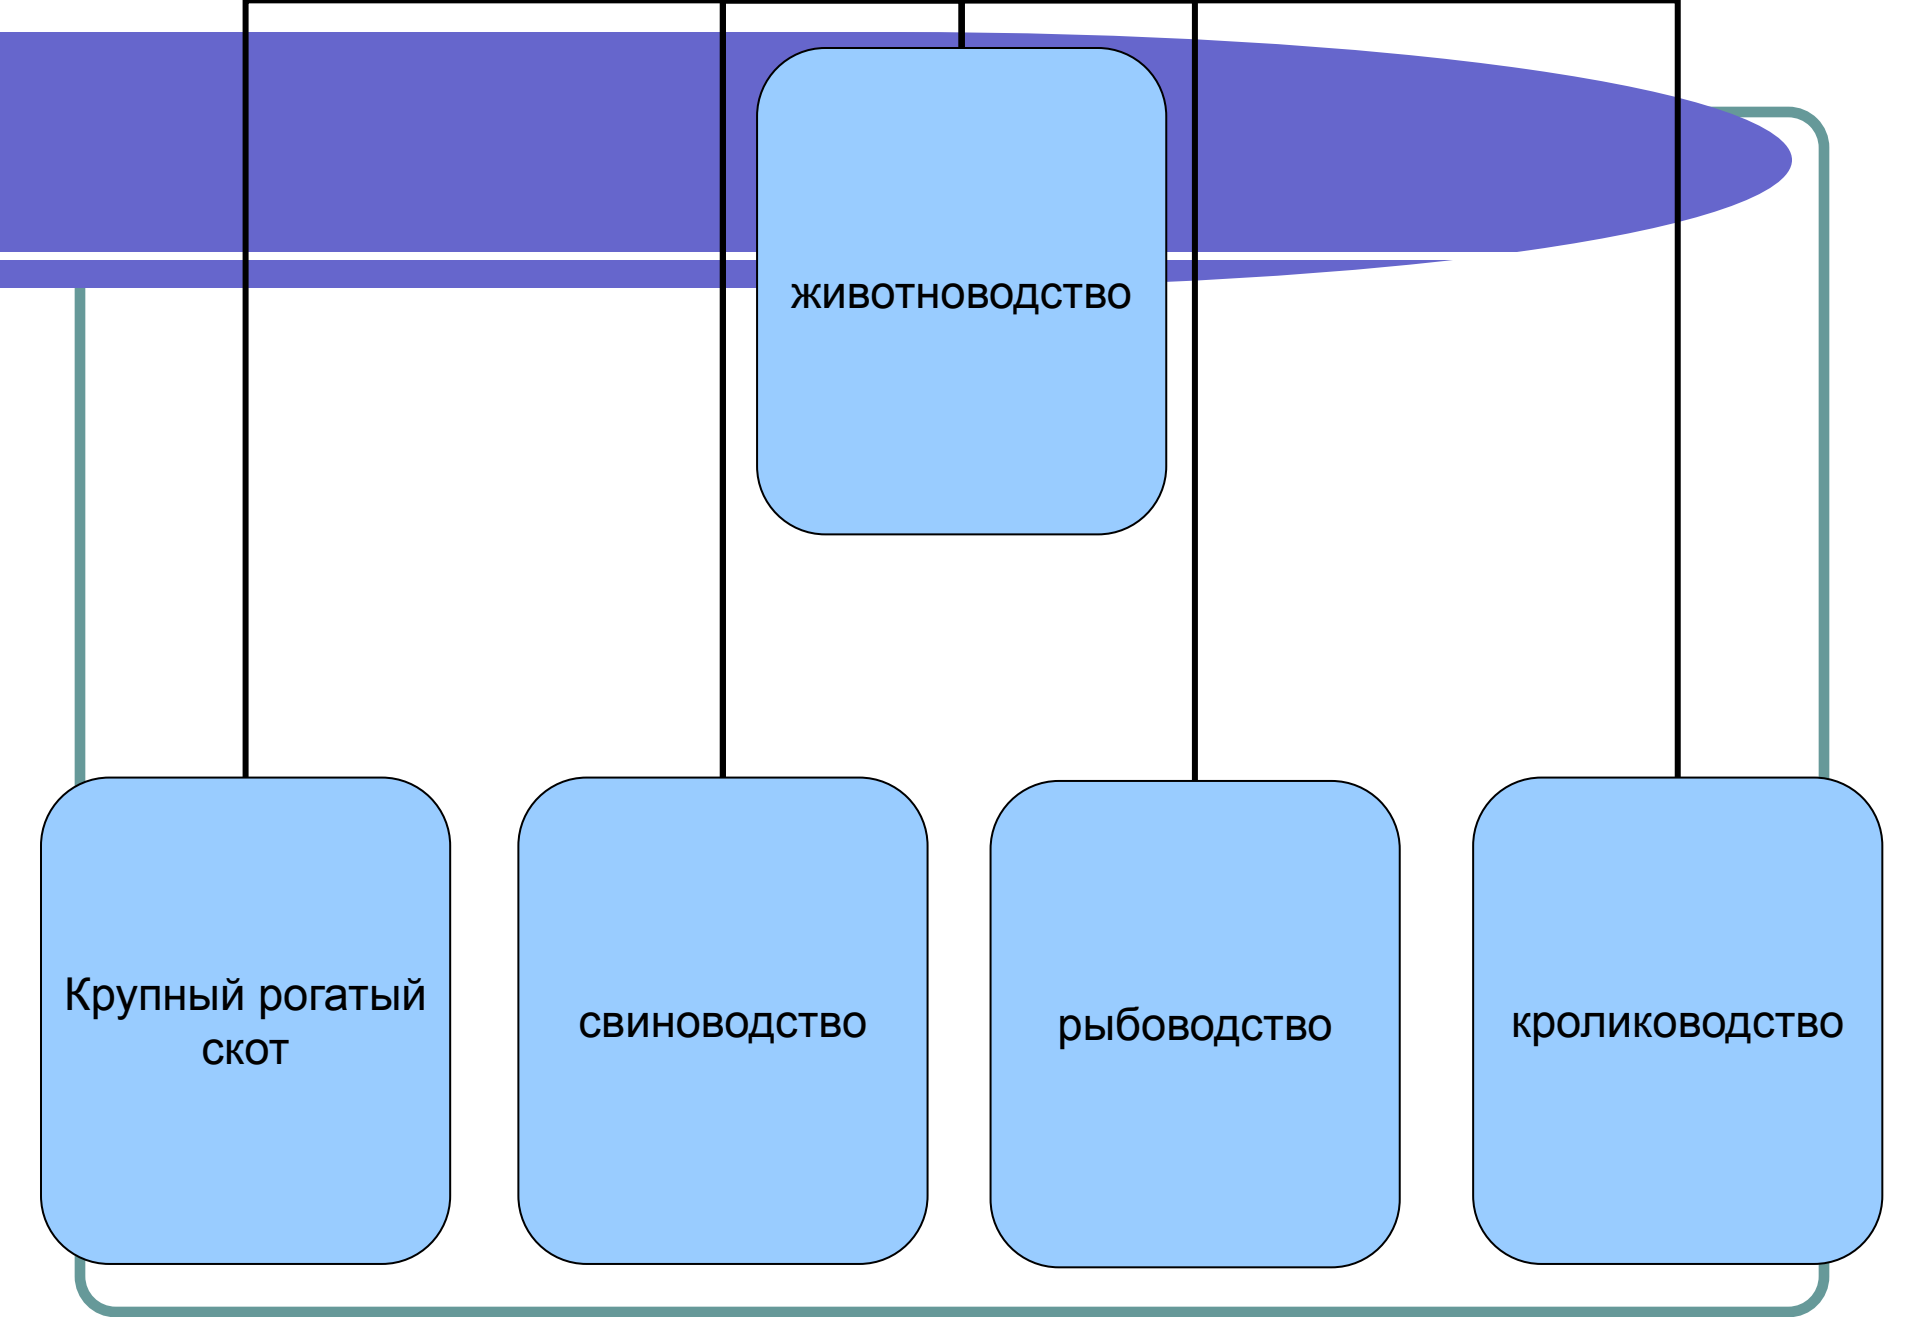 животноводство
Крупный рогатый
скот
свиноводство
рыбоводство
кролиководство